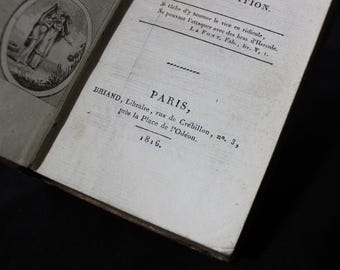 TION.
Je tâche d'y tourner le vice en ridicule,
Ne pouvant l'attaquer avec des bras d'Hercule.
LA FONT. Fab., liv. V, 1.
PARIS,
BRIAND, Libraire, rue de Crébillon, no. 3,
près la Place de l'Odéon.
1816.